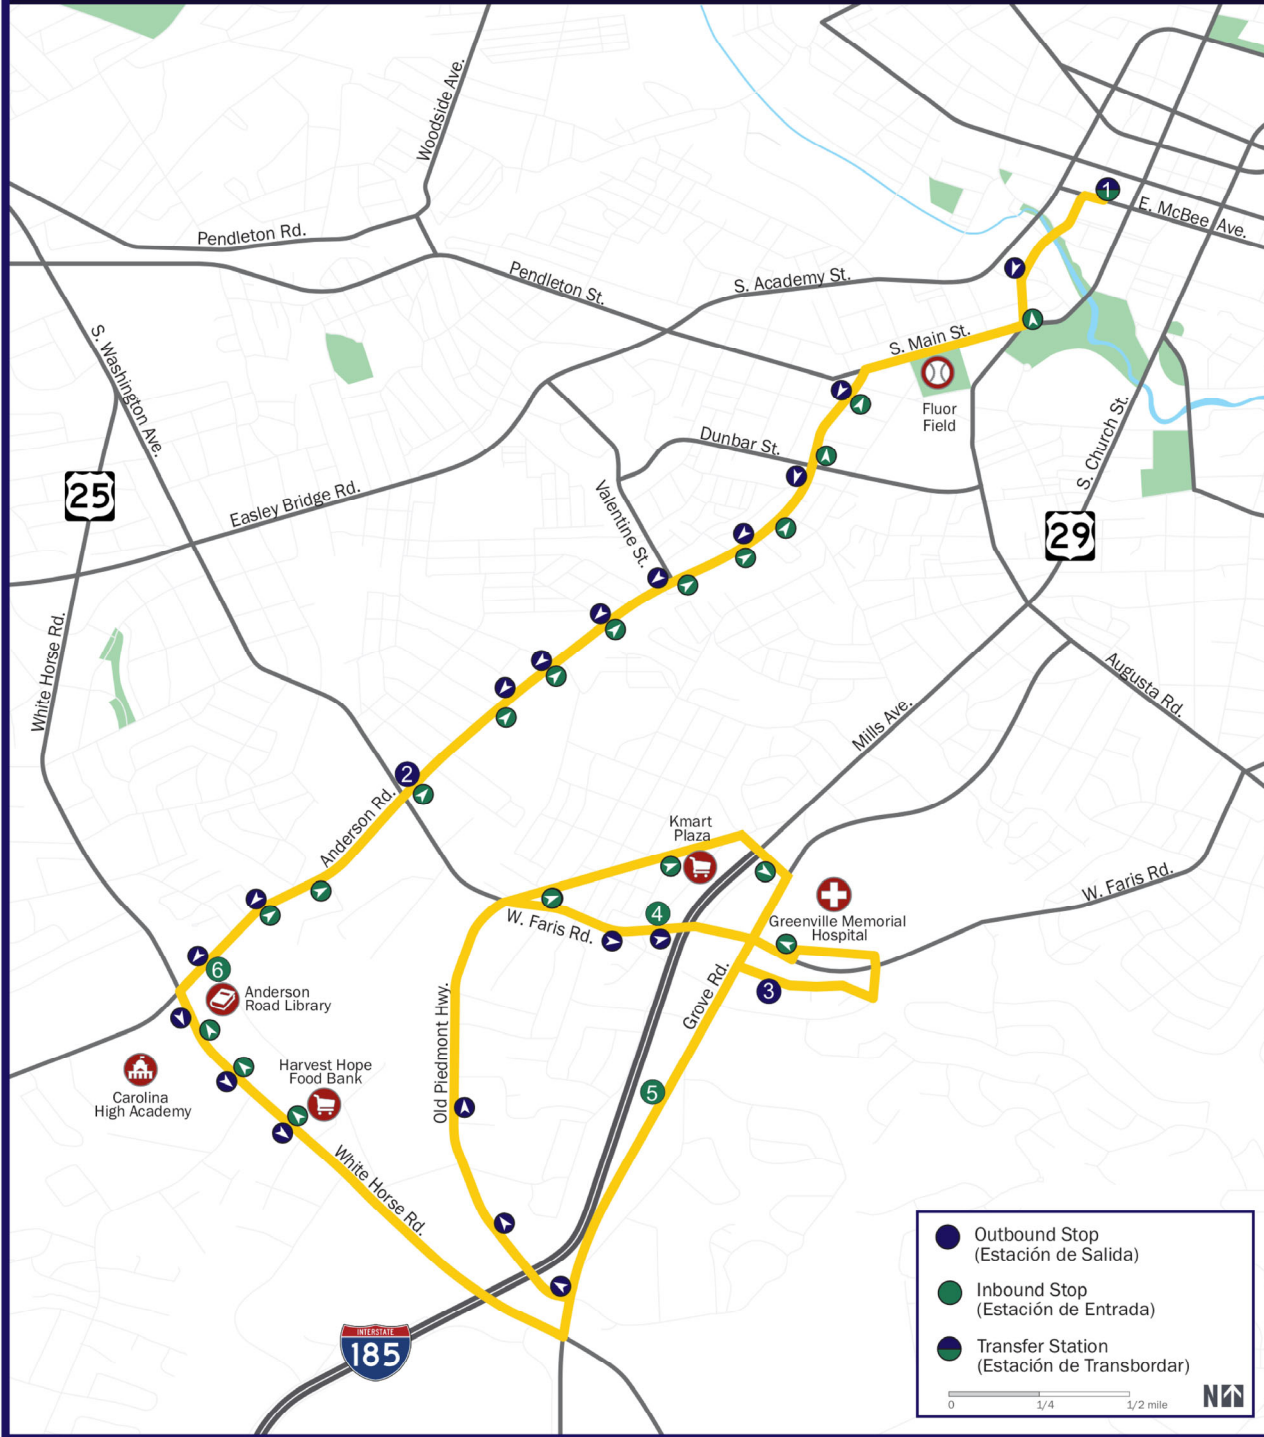 Woodside Ave.
1
E. McBee Ave.
Pendleton Rd.
Pendleton St.
S. Academy St.
S. Main St.
S. Washington Ave.
Fluor
Field
S. Church St.
Dunbar St.
25
Easley Bridge Rd.
Valentine St.
29
White Horse Rd.
Augusta Rd.
Mills Ave.
2
Anderson Rd.
Kmart
Plaza
W. Faris Rd.
Greenville Memorial
Hospital
4
W. Faris Rd.
6
3
Anderson
Road Library
Grove Rd.
Old Piedmont Hwy.
Harvest Hope
Food Bank
5
Carolina
High Academy
White Horse Rd.
INTERSTATE
185
Outbound Stop
(Estación de Salida)
Inbound Stop
(Estación de Entrada)
Transfer Station
(Estación de Transbordar)
0 1/4 1/2 mile
N